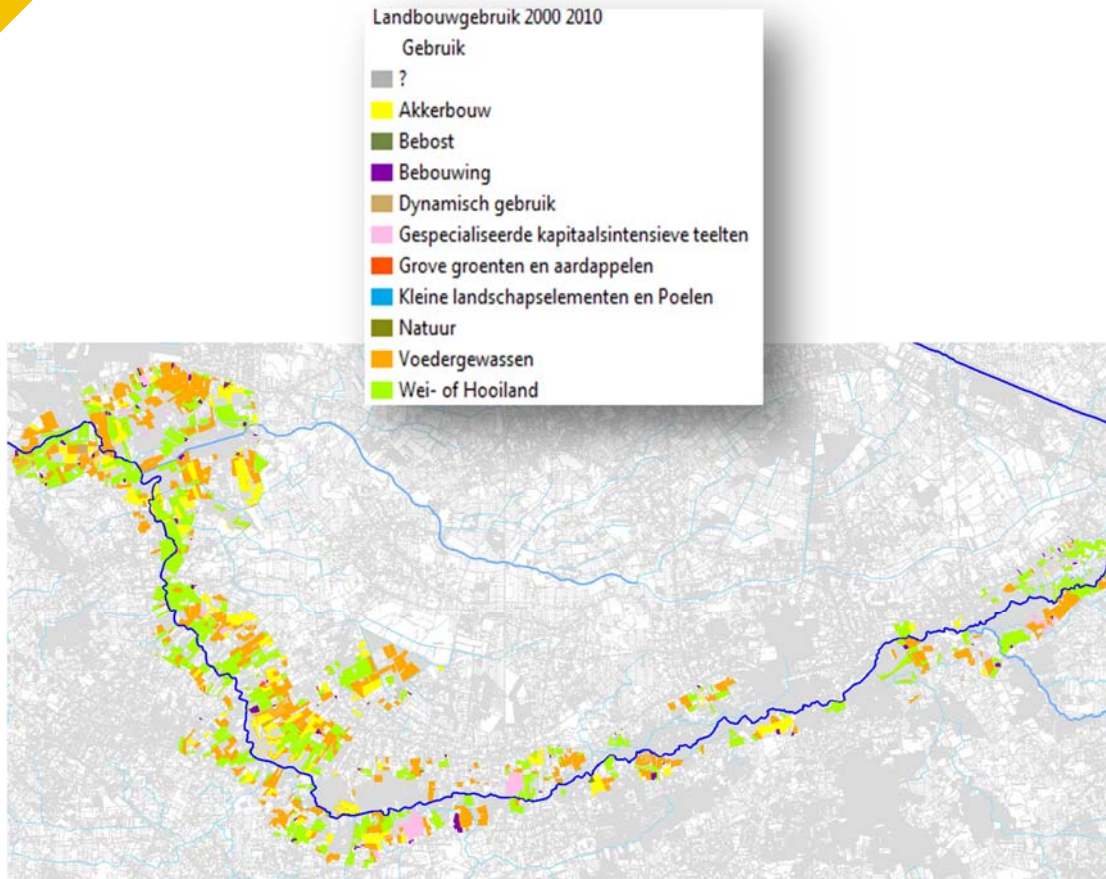 Landbouwgebruik 2000 2010
Gebruik
?
Akkerbouw
Bebost
Bebouwing
Dynamisch gebruik
Gespecialiseerde kapitaalsintensieve teelten
Grove groenten en aardappelen
Kleine landschapselementen en Poelen
Natuur
Voedergewassen
Wei- of Hooiland